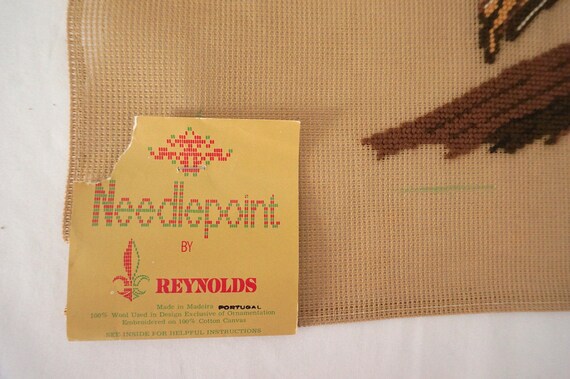 Needlepoint
BY
REYNOLDS
Made in Madeira PORTUGAL
100% Wool Used in Design Exclusive of Ornamentation
Embroidered on 100% Cotton Canvas
SEE INSIDE FOR HELPFUL INSTRUCTIONS